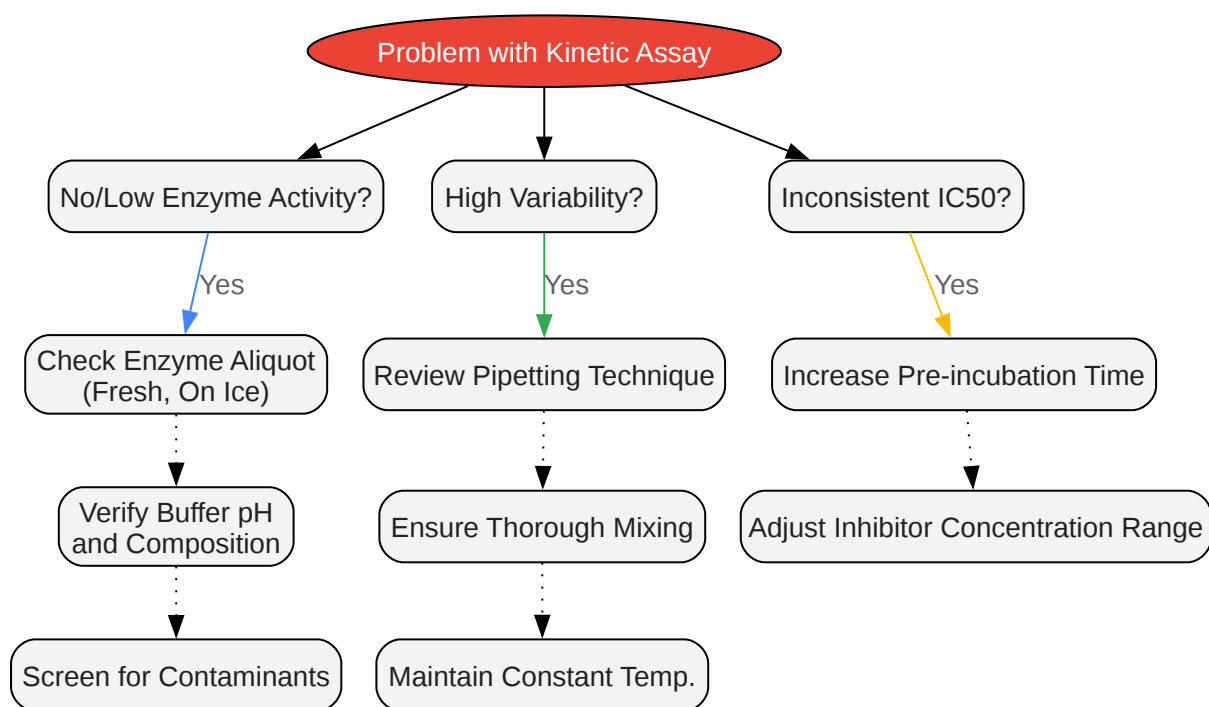 Problem with Kinetic Assay
No/Low Enzyme Activity?
High Variability?
Inconsistent IC50?
Yes
Yes
Yes
Check Enzyme Aliquot
(Fresh, On Ice)
Review Pipetting Technique
Increase Pre-incubation Time
Verify Buffer pH
and Composition
Ensure Thorough Mixing
Adjust Inhibitor Concentration Range
Screen for Contaminants
Maintain Constant Temp.